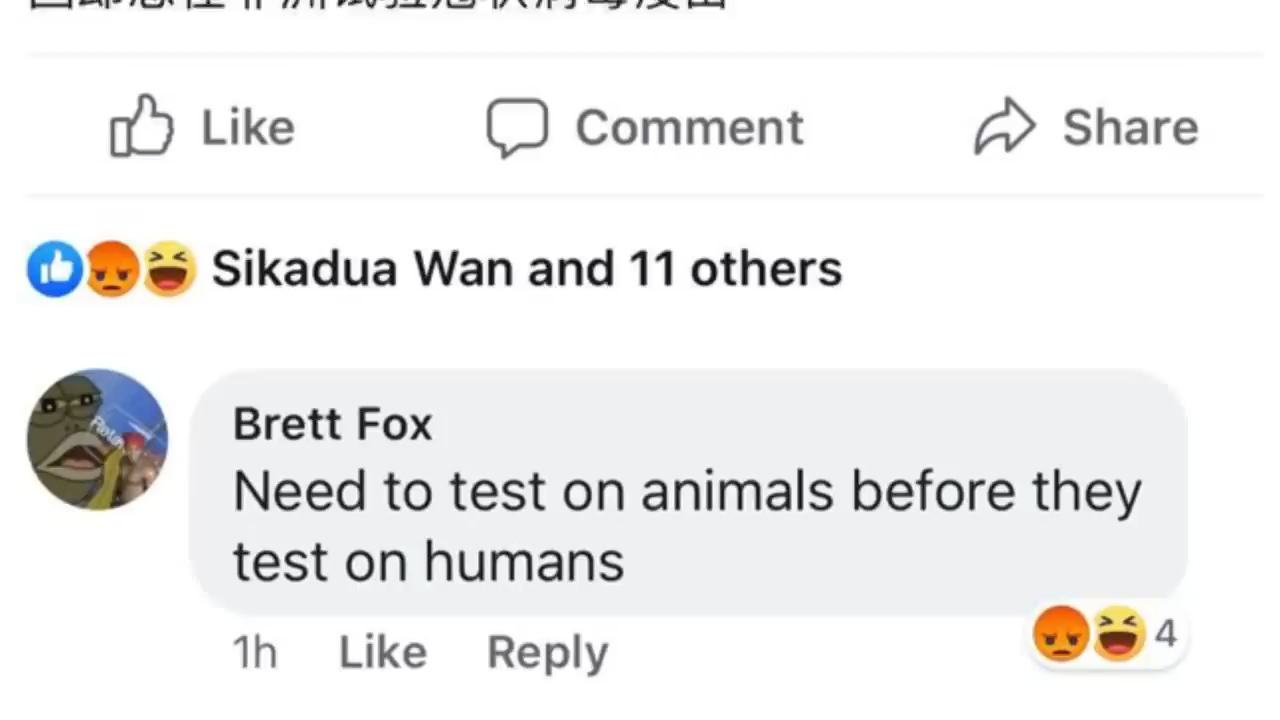 Like Comment Share
Sikadua Wan and 11 others
Brett Fox
Need to test on animals before they
test on humans
1h Like Reply 4